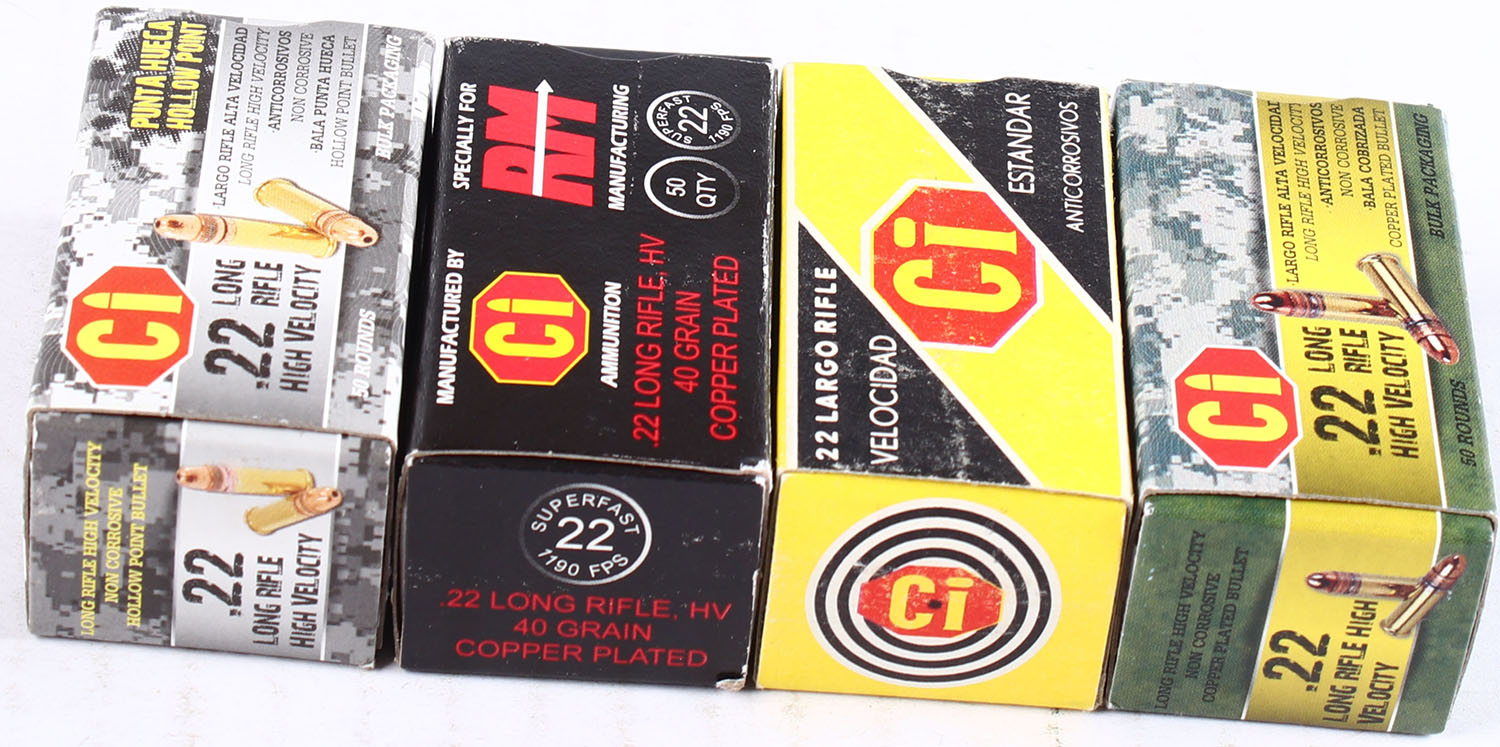 PUNTA HUECA
HOLLOW POINT
·LARGO RIFLE ALTA VELOCIDAD
LONG RIFLE HIGH VELOCITY
·ANTICORROSIVOS
NON CORROSIVE
·BALA PUNTA HUECA
HOLLOW POINT BULLET
BULK PACKAGING
Ci
.22 LONG
RIFLE
HIGH VELOCITY
50 ROUNDS
LONG RIFLE HIGH VELOCITY
NON CORROSIVE
HOLLOW POINT BULLET
.22
LONG RIFLE
HIGH VELOCITY
SPECIALLY FOR
RM
MANUFACTURING
SUPERFAST
22
1190 FPS
50
QTY
MANUFACTURED BY
Ci
AMMUNITION
.22 LONG RIFLE, HV
40 GRAIN
COPPER PLATED
SUPERFAST
22
1190 FPS
.22 LONG RIFLE, HV
40 GRAIN
COPPER PLATED
ESTANDAR
ANTICORROSIVOS
Ci
22 LARGO RIFLE
VELOCIDAD
Ci
·LARGO RIFLE ALTA VELOCIDAD
LONG RIFLE HIGH VELOCITY
·ANTICORROSIVOS
NON CORROSIVE
·BALA COBRIZADA
COPPER PLATED BULLET
BULK PACKAGING
Ci
.22 LONG
RIFLE
HIGH VELOCITY
50 ROUNDS
LONG RIFLE HIGH VELOCITY
NON CORROSIVE
COPPER PLATED BULLET
.22
LONG RIFLE HIGH
VELOCITY